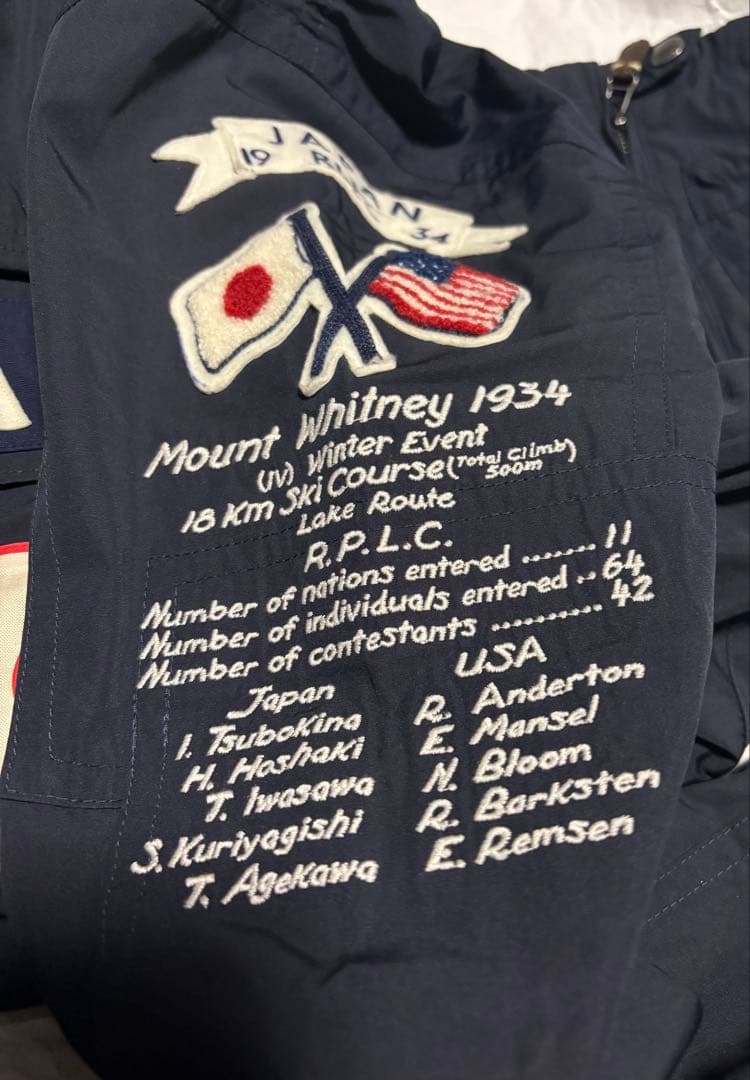 19 34
Mount Whitney 1934
(IV) Winter Event
18 Km Ski Course (Total Climb 500m)
Lake Route
R.P.L.C.
Number of nations entered ....... 11
Number of individuals entered .. 64
Number of contestants .......... 42
Japan
I. Tsubokina
H. Hoshaki
T. Iwasawa
S. Kuriyagishi
T. Agekawa
USA
R. Anderton
E. Mansel
N. Bloom
R. Barksten
E. Remsen